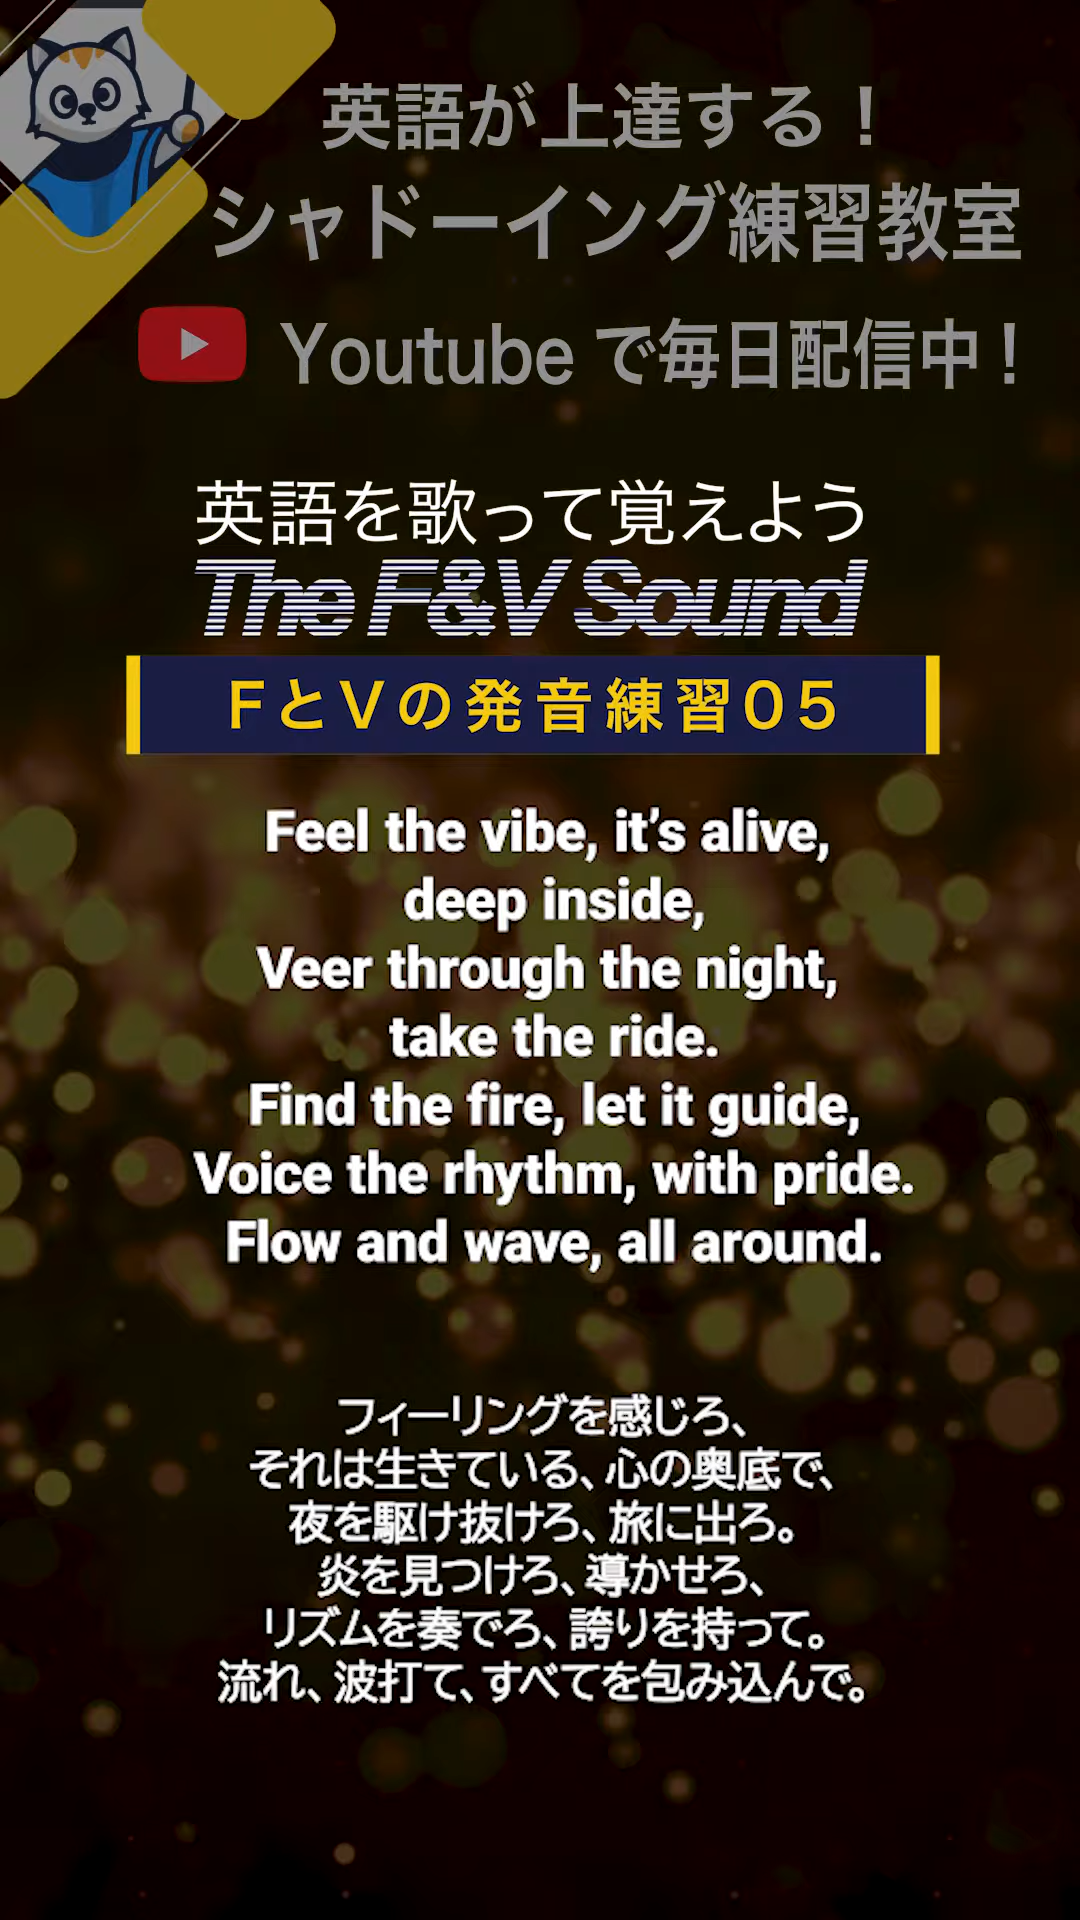 英語が上達する！
シャドーイング練習教室
Youtubeで毎日配信中！
英語を歌って覚えよう
The F&V Sound
FとVの発音練習05
Feel the vibe, it’s alive,
deep inside,
Veer through the night,
take the ride.
Find the fire, let it guide,
Voice the rhythm, with pride.
Flow and wave, all around.
フィーリングを感じろ、
それは生きている、心の奥底で、
夜を駆け抜けろ、旅に出ろ。
炎を見つけろ、導かせろ、
リズムを奏でろ、誇りを持って。
流れ、波打て、すべてを包み込んで。